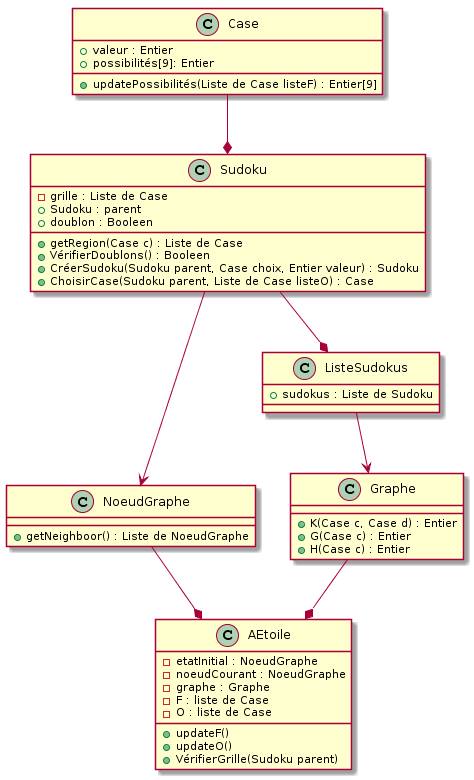 C Case
valeur : Entier
possibilités[9]: Entier
updatePossibilités(Liste de Case listeF) : Entier[9]
C Sudoku
grille : Liste de Case
Sudoku : parent
doublon : Booleen
getRegion(Case c) : Liste de Case
VérifierDoublons() : Booleen
CréerSudoku(Sudoku parent, Case choix, Entier valeur) : Sudoku
ChoisirCase(Sudoku parent, Liste de Case listeO) : Case
C ListeSudokus
sudokus : Liste de Sudoku
C NoeudGraphe
getNeighboor() : Liste de NoeudGraphe
C Graphe
K(Case c, Case d) : Entier
G(Case c) : Entier
H(Case c) : Entier
C AEtoile
etatInitial : NoeudGraphe
noeudCourant : NoeudGraphe
graphe : Graphe
F : liste de Case
O : liste de Case
updateF()
updateO()
VérifierGrille(Sudoku parent)